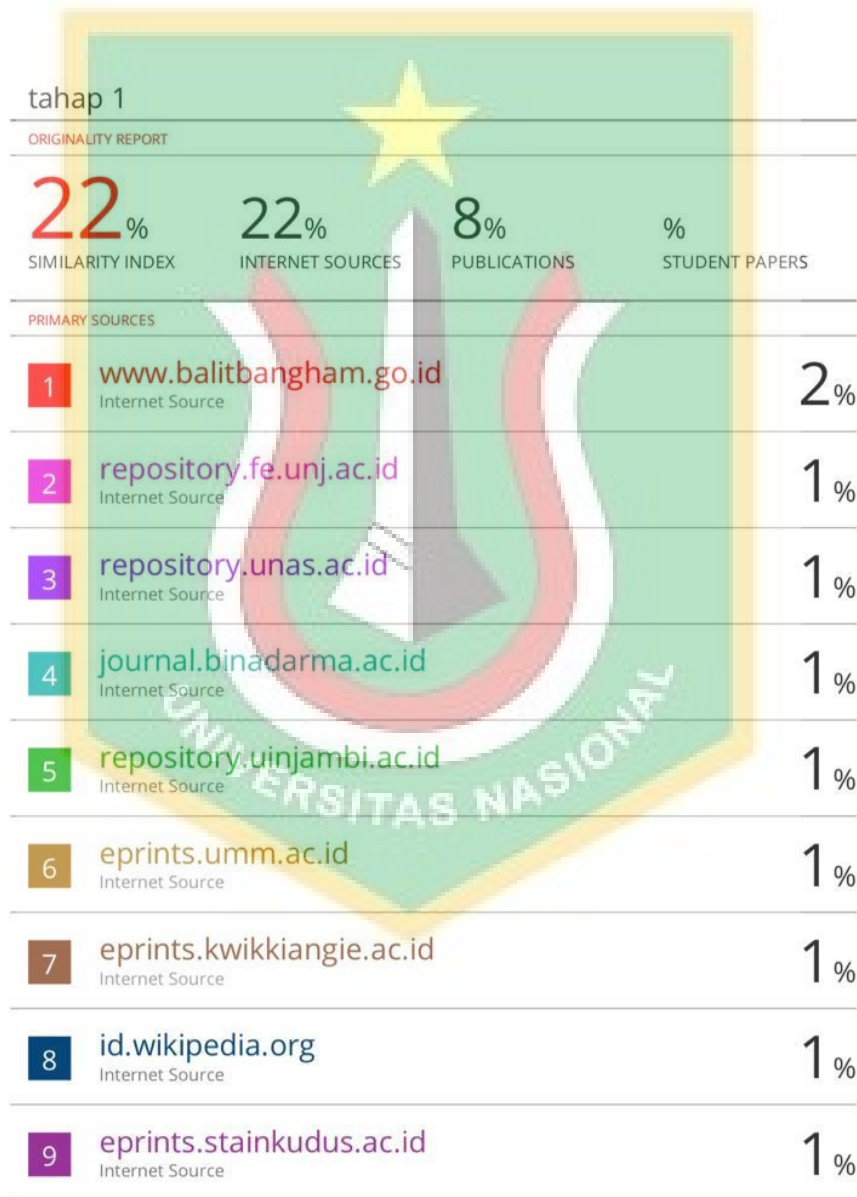 tahap 1
ORIGINALITY REPORT
22% 22% 8% %
SIMILARITY INDEX INTERNET SOURCES PUBLICATIONS STUDENT PAPERS
PRIMARY SOURCES
1 www.balitbangham.go.id 2%
Internet Source
2 repository.fe.unj.ac.id 1%
Internet Source
3 repository.unas.ac.id 1%
Internet Source
4 journal.binadarma.ac.id 1%
Internet Source
5 repository.uinjambi.ac.id 1%
Internet Source
UNIVERSITAS NASIONAL
6 eprints.umm.ac.id 1%
Internet Source
7 eprints.kwikkiangie.ac.id 1%
Internet Source
8 id.wikipedia.org 1%
Internet Source
9 eprints.stainkudus.ac.id 1%
Internet Source